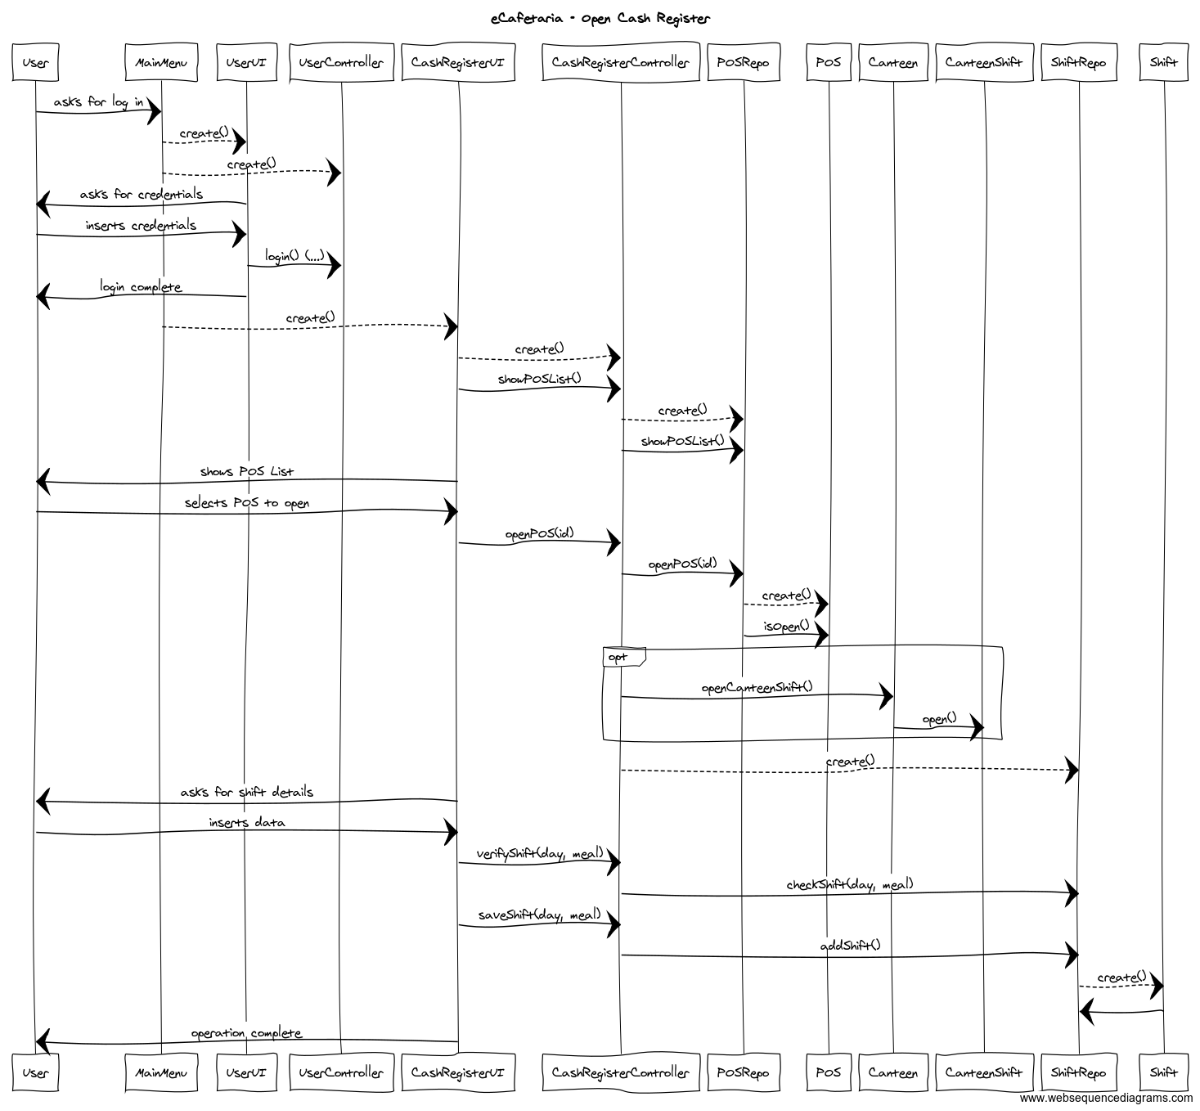 eCafetaria - Open Cash Register
User MainMenu UserUI UserController CashRegisterUI CashRegisterController POSRepo POS Canteen CanteenShift ShiftRepo Shift
asks for log in
create()
create()
asks for credentials
inserts credentials
login() (...)
login complete
create()
create()
showPOSList()
create()
showPOSList()
shows POS List
selects POS to open
openPOS(id)
openPOS(id)
create()
isOpen()
opt
openCanteenShift()
open()
create()
asks for shift details
inserts data
verifyShift(day, meal)
checkShift(day, meal)
saveShift(day, meal)
addShift()
create()
operation complete
User MainMenu UserUI UserController CashRegisterUI CashRegisterController POSRepo POS Canteen CanteenShift ShiftRepo Shift
www.websequencediagrams.com